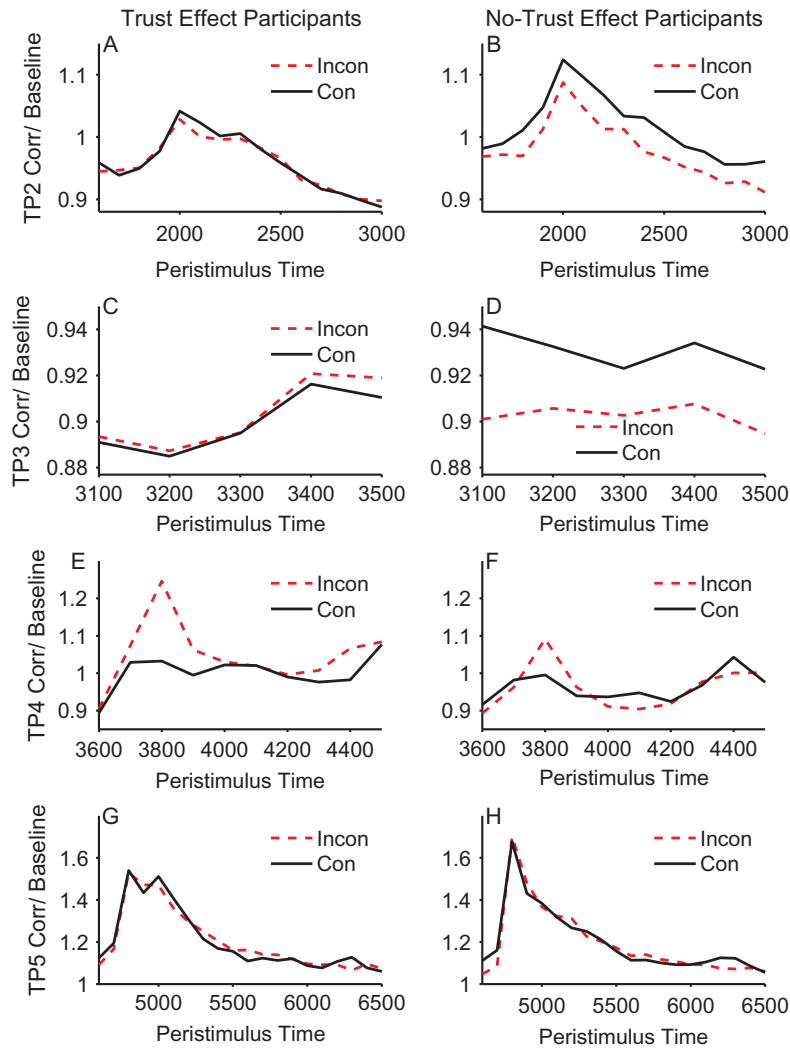 Trust Effect Participants
No-Trust Effect Participants
A
TP2 Corr/ Baseline
1.1
1
0.9
Incon
Con
2000
2500
3000
Peristimulus Time
B
1.1
1
0.9
Incon
Con
2000
2500
3000
Peristimulus Time
C
TP3 Corr/ Baseline
0.94
0.92
0.9
0.88
Incon
Con
3100
3200
3300
3400
3500
Peristimulus Time
D
0.94
0.92
0.9
0.88
Incon
Con
3100
3200
3300
3400
3500
Peristimulus Time
E
TP4 Corr/ Baseline
1.2
1.1
1
0.9
Incon
Con
3600
3800
4000
4200
4400
Peristimulus Time
F
1.2
1.1
1
0.9
Incon
Con
3600
3800
4000
4200
4400
Peristimulus Time
G
TP5 Corr/ Baseline
1.6
1.4
1.2
1
Incon
Con
5000
5500
6000
6500
Peristimulus Time
H
1.6
1.4
1.2
1
Incon
Con
5000
5500
6000
6500
Peristimulus Time